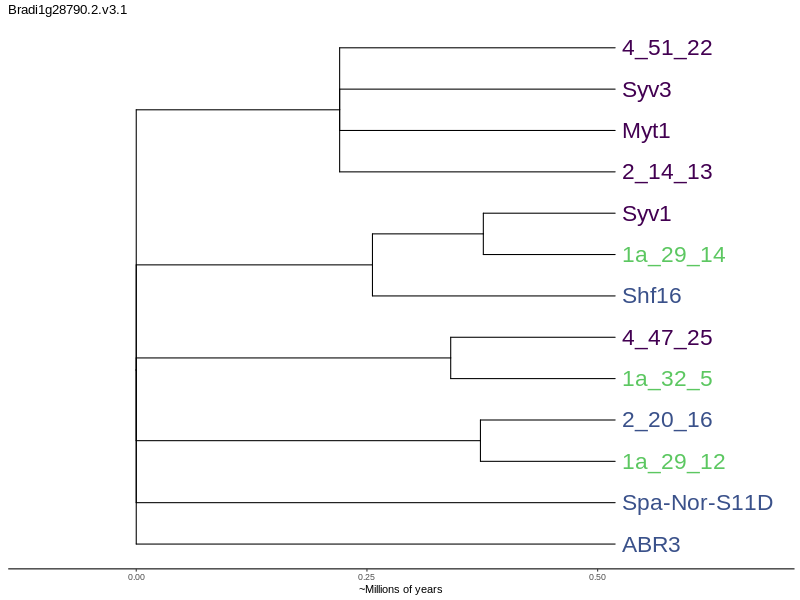 Bradi1g28790.2.v3.1
4_51_22
Syv3
Myt1
2_14_13
Syv1
1a_29_14
Shf16
4_47_25
1a_32_5
2_20_16
1a_29_12
Spa-Nor-S11D
ABR3
0.00 0.25 0.50
~Millions of years